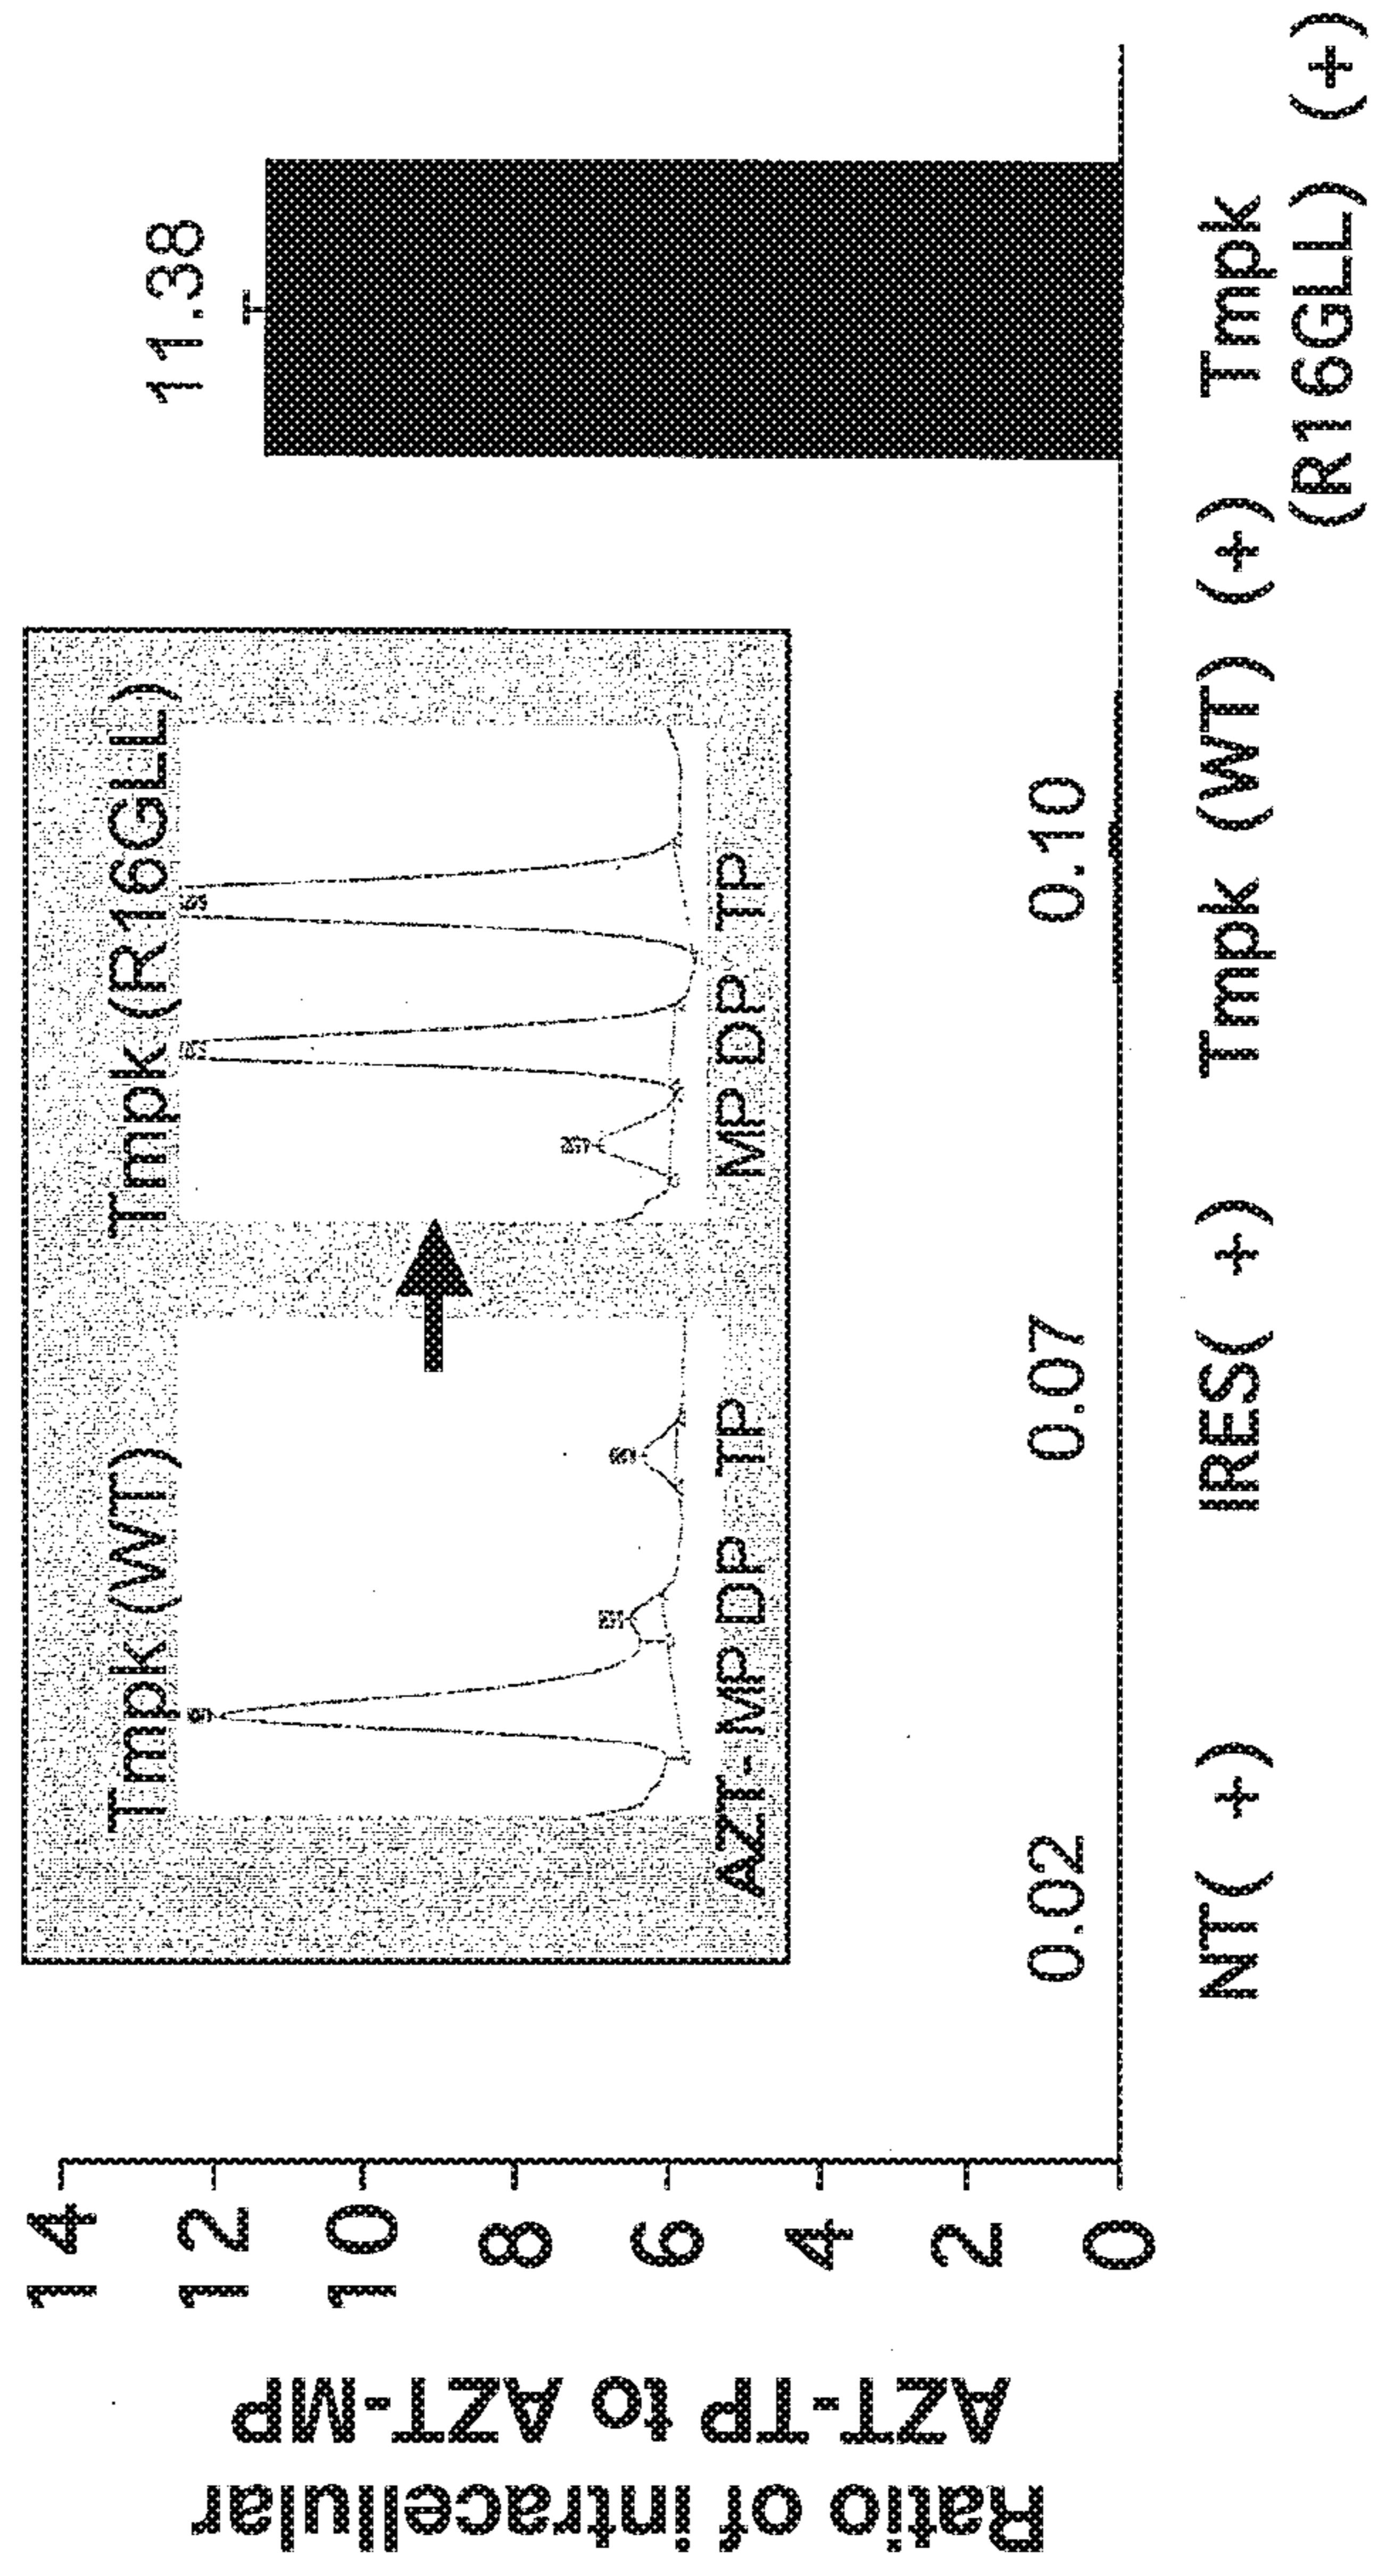 Ratio of intracellular
AZT-TP to AZT-MP
14
12
10
8
6
4
2
0
Tmpk (WT)
Tmpk (R16GLL)
AZT- MP DP TP
MP DP TP
0.02
0.07
0.10
11.38
NT( +)
IRES( +)
Tmpk (WT) (+)
Tmpk
(R16GLL) (+)